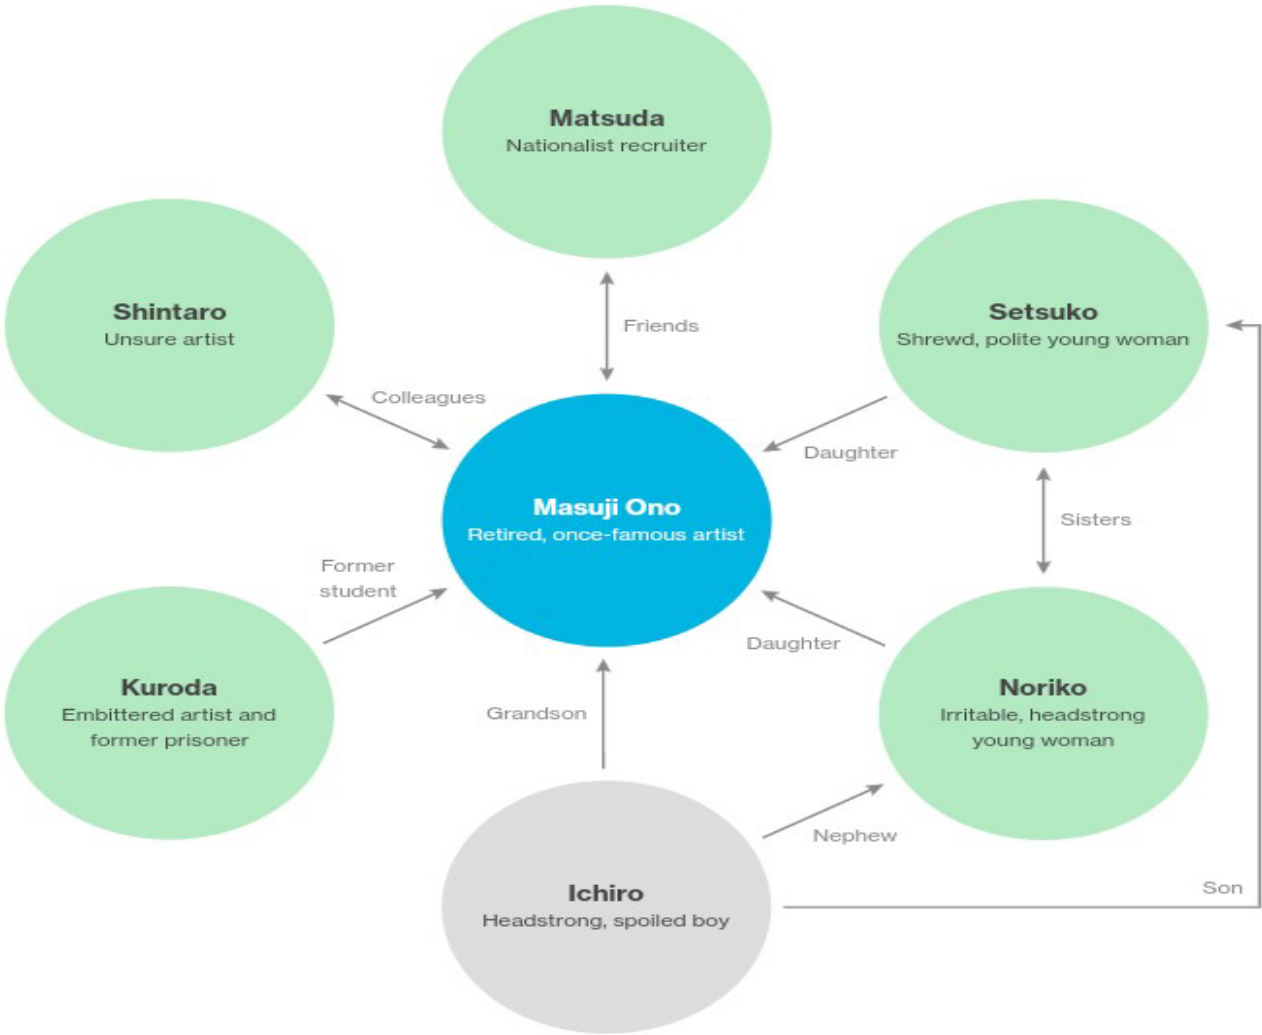 Matsuda
Nationalist recruiter
Shintaro
Unsure artist
Setsuko
Shrewd, polite young woman
Friends
Colleagues
Daughter
Masuji Ono
Retired, once-famous artist
Sisters
Former
student
Daughter
Kuroda
Embittered artist and
former prisoner
Noriko
Irritable, headstrong
young woman
Grandson
Nephew
Ichiro
Headstrong, spoiled boy
Son